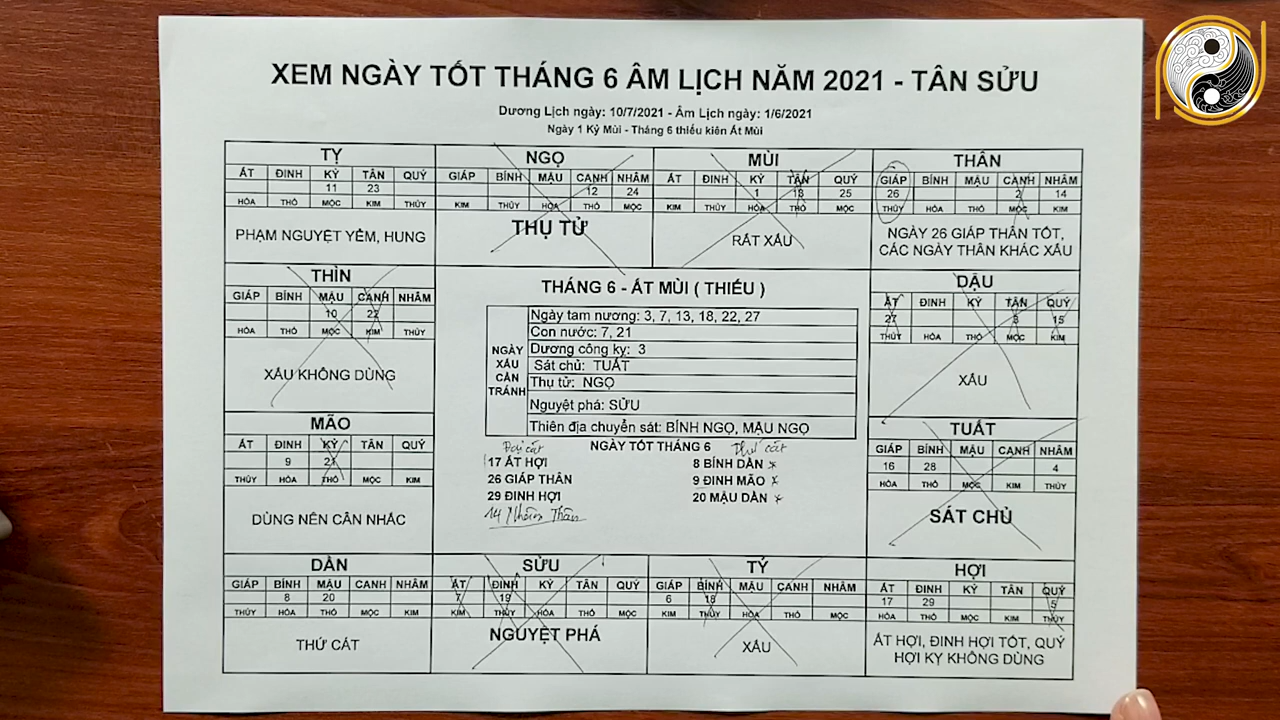 XEM NGÀY TỐT THÁNG 6 ÂM LỊCH NĂM 2021 - TÂN SỬU
Dương Lịch ngày: 10/7/2021 - Âm Lịch ngày: 1/6/2021
Ngày 1 Kỷ Mùi - Tháng 6 thiếu kiên Ất Mùi
TỴ
ẤT ĐINH KỶ TÂN QUÝ
11 23
HỎA THỔ MỘC KIM THỦY
PHẠM NGUYỆT YẾM, HUNG
NGỌ
GIÁP BÍNH MẬU CANH NHÂM
12 24
KIM THỦY HỎA THỔ MỘC
THỤ TỬ
MÙI
ẤT ĐINH KỶ TÂN QUÝ
1 13 25
KIM THỦY HỎA THỔ MỘC
RẤT XẤU
THÂN
GIÁP BÍNH MẬU CANH NHÂM
26 2 14
THỦY HỎA THỔ MỘC KIM
NGÀY 26 GIÁP THÂN TỐT,
CÁC NGÀY THÂN KHÁC XẤU
THÌN
GIÁP BÍNH MẬU CANH NHÂM
10 22
HỎA THỔ MỘC KIM THỦY
XẤU KHÔNG DÙNG
THÁNG 6 - ẤT MÙI ( THIẾU )
NGÀY XẤU CẦN TRÁNH
Ngày tam nương: 3, 7, 13, 18, 22, 27
Con nước: 7, 21
Dương công kỵ: 3
Sát chủ: TUẤT
Thụ tử: NGỌ
Nguyệt phá: SỬU
Thiên địa chuyển sát: BÍNH NGỌ, MẬU NGỌ
Đại cát NGÀY TỐT THÁNG 6 Thứ cát
17 ẤT HỢI 8 BÍNH DẦN
26 GIÁP THÂN 9 ĐINH MÃO
29 ĐINH HỢI 20 MẬU DẦN
14 Nhâm Thân
DẬU
ẤT ĐINH KỶ TÂN QUÝ
27 3 15
THỦY HỎA THỔ MỘC KIM
XẤU
MÃO
ẤT ĐINH KỶ TÂN QUÝ
9 21
THỦY HỎA THỔ MỘC KIM
DÙNG NÊN CÂN NHẮC
TUẤT
GIÁP BÍNH MẬU CANH NHÂM
16 28 4
HỎA THỔ MỘC KIM THỦY
SÁT CHỦ
DẦN
GIÁP BÍNH MẬU CANH NHÂM
8 20
THỦY HỎA THỔ MỘC KIM
THỨ CÁT
SỬU
ẤT ĐINH KỶ TÂN QUÝ
7 19
KIM THỦY HỎA THỔ MỘC
NGUYỆT PHÁ
TÝ
GIÁP BÍNH MẬU CANH NHÂM
6 18
KIM THỦY HỎA THỔ MỘC
XẤU
HỢI
ẤT ĐINH KỶ TÂN QUÝ
17 29 5
HỎA THỔ MỘC KIM THỦY
ẤT HỢI, ĐINH HỢI TỐT, QUÝ
HỢI KỴ KHÔNG DÙNG